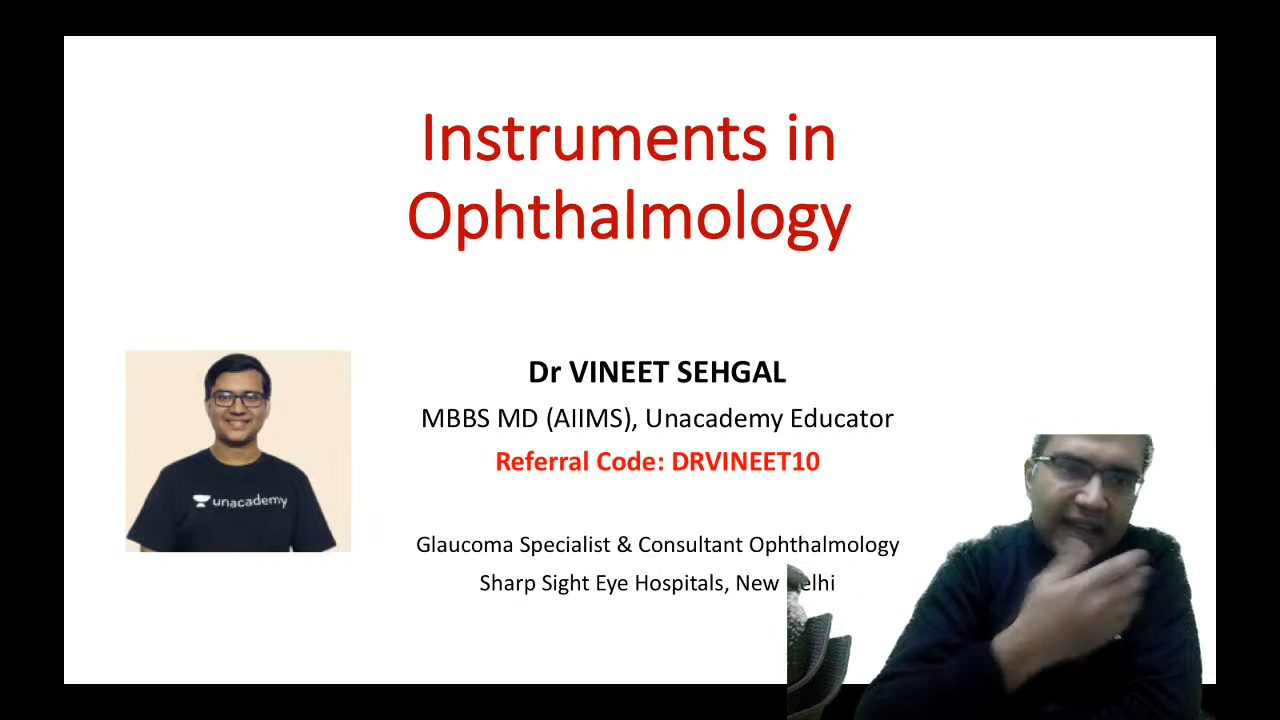 Instruments in
Ophthalmology
Dr VINEET SEHGAL
MBBS MD (AIIMS), Unacademy Educator
Referral Code: DRVINEET10
unacademy
Glaucoma Specialist & Consultant Ophthalmology
Sharp Sight Eye Hospitals, New elhi